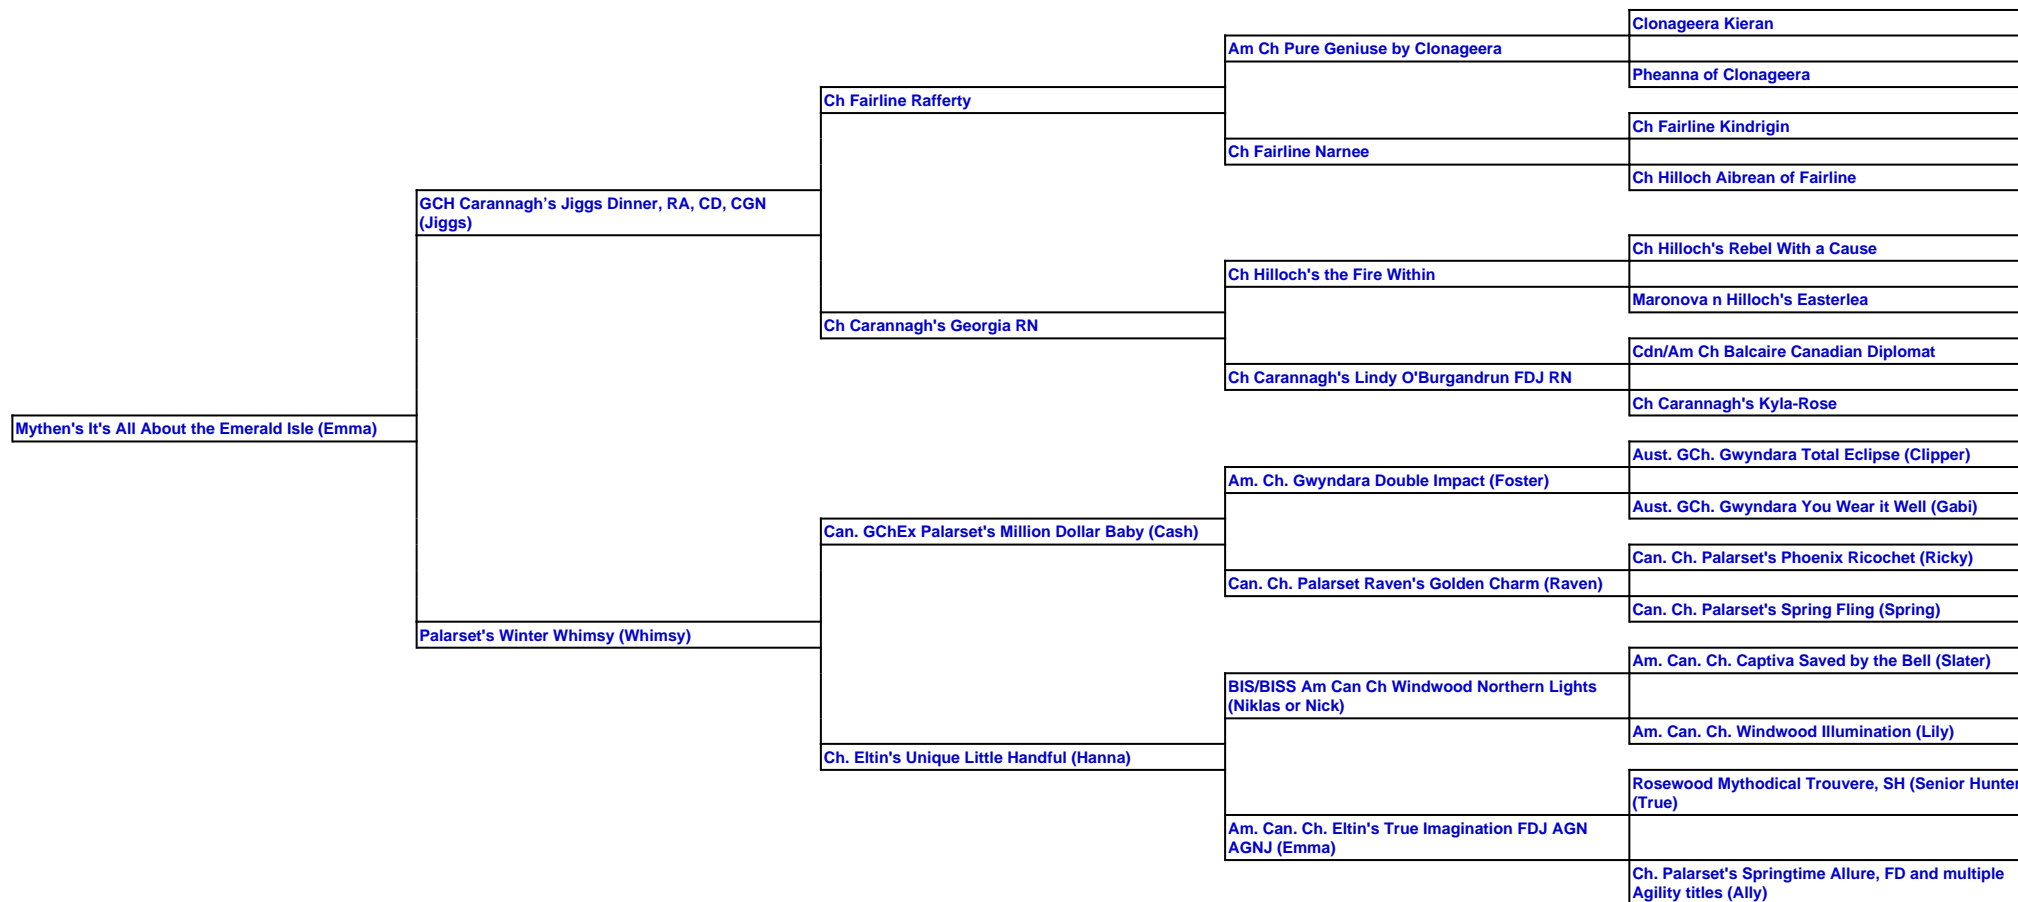 Clonageera Kieran
Am Ch Pure Geniuse by Clonageera
Pheanna of Clonageera
Ch Fairline Rafferty
Ch Fairline Kindrigin
Ch Fairline Narnee
Ch Hilloch Aibrean of Fairline
GCH Carannagh’s Jiggs Dinner, RA, CD, CGN
(Jiggs)
Ch Hilloch's Rebel With a Cause
Ch Hilloch's the Fire Within
Maronova n Hilloch's Easterlea
Ch Carannagh's Georgia RN
Cdn/Am Ch Balcaire Canadian Diplomat
Ch Carannagh's Lindy O'Burgandrun FDJ RN
Ch Carannagh's Kyla-Rose
Mythen's It's All About the Emerald Isle (Emma)
Aust. GCh. Gwyndara Total Eclipse (Clipper)
Am. Ch. Gwyndara Double Impact (Foster)
Aust. GCh. Gwyndara You Wear it Well (Gabi)
Can. GChEx Palarset's Million Dollar Baby (Cash)
Can. Ch. Palarset's Phoenix Ricochet (Ricky)
Can. Ch. Palarset Raven's Golden Charm (Raven)
Can. Ch. Palarset's Spring Fling (Spring)
Palarset's Winter Whimsy (Whimsy)
Am. Can. Ch. Captiva Saved by the Bell (Slater)
BIS/BISS Am Can Ch Windwood Northern Lights
(Niklas or Nick)
Am. Can. Ch. Windwood Illumination (Lily)
Ch. Eltin's Unique Little Handful (Hanna)
Rosewood Mythodical Trouvere, SH (Senior Hunter
(True)
Am. Can. Ch. Eltin's True Imagination FDJ AGN
AGNJ (Emma)
Ch. Palarset's Springtime Allure, FD and multiple
Agility titles (Ally)